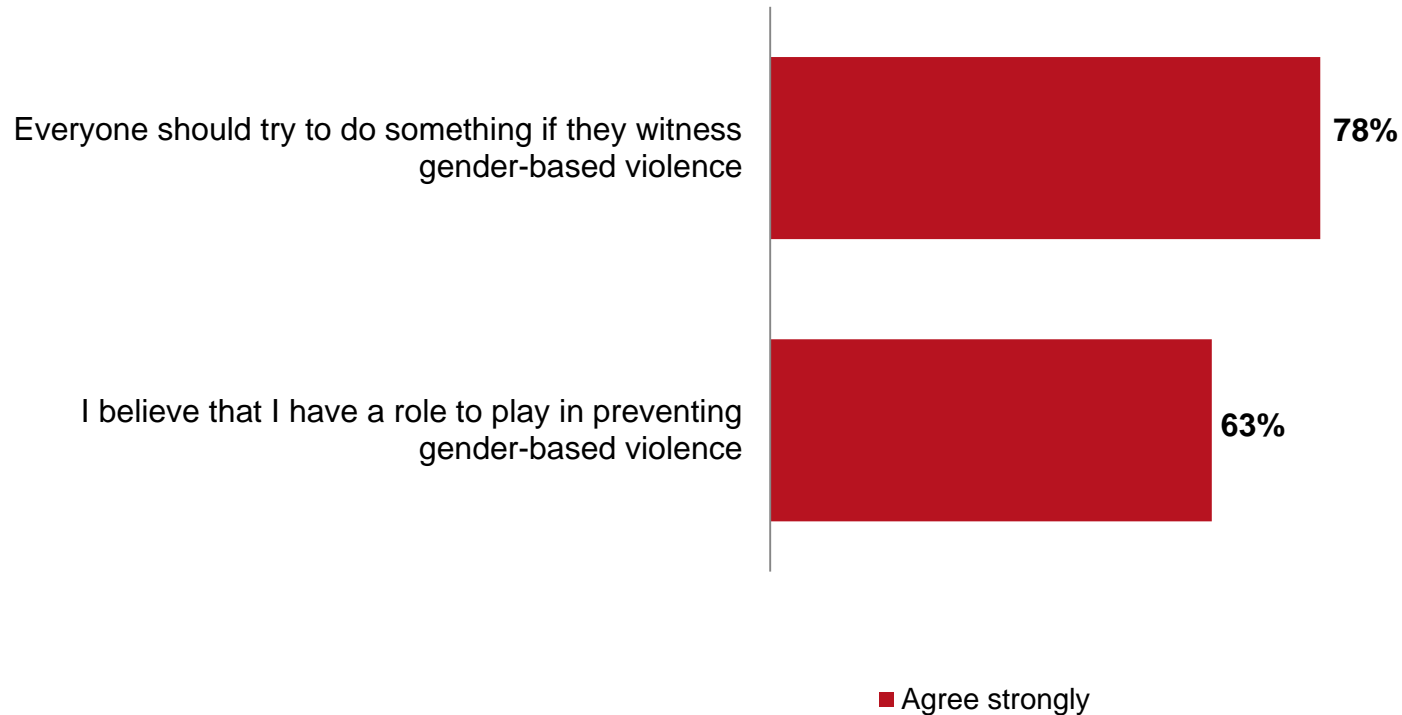 Everyone should try to do something if they witness
gender-based violence
78%
I believe that I have a role to play in preventing
gender-based violence
63%
Agree strongly